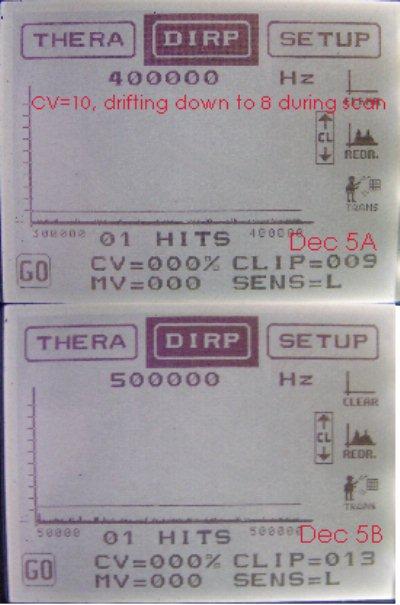 THERA DIRP SETUP
400000 Hz
CV=10, drifting down to 8 during scan
CL
REDR.
TRANS
300000 01 HITS 400000
Dec 5A
GO CV=000% CLIP=009
MV=000 SENS=L
THERA DIRP SETUP
500000 Hz
CLEAR
CL
REDR.
TRANS
50000 01 HITS 500000
Dec 5B
GO CV=000% CLIP=013
MV=000 SENS=L